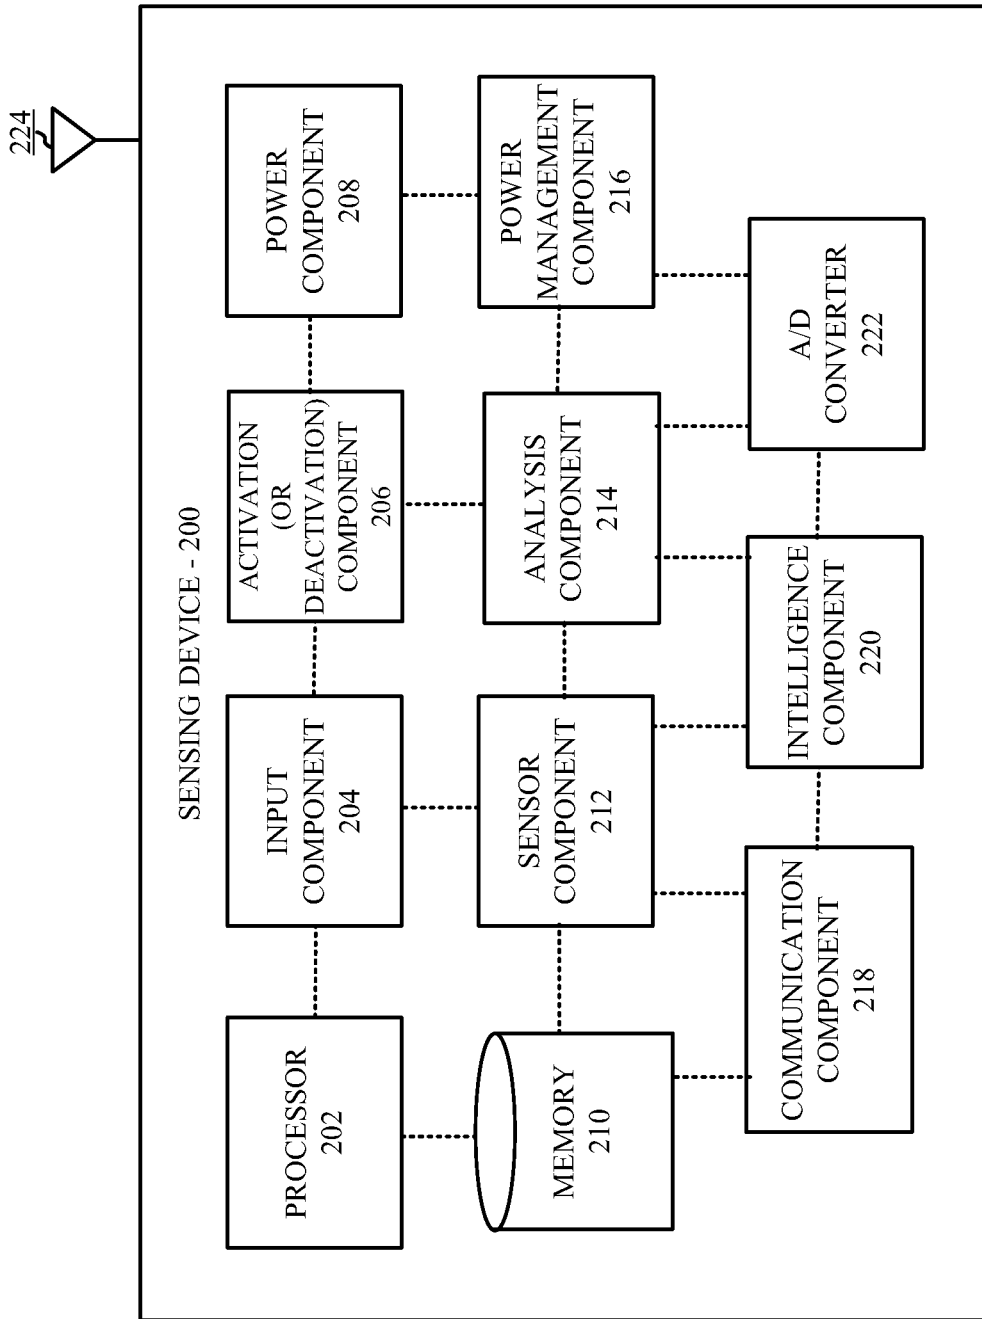 224
SENSING DEVICE - 200
PROCESSOR
202
INPUT
COMPONENT
204
ACTIVATION
(OR
DEACTIVATION)
COMPONENT
206
POWER
COMPONENT
208
MEMORY
210
SENSOR
COMPONENT
212
ANALYSIS
COMPONENT
214
POWER
MANAGEMENT
COMPONENT
216
COMMUNICATION
COMPONENT
218
INTELLIGENCE
COMPONENT
220
A/D
CONVERTER
222